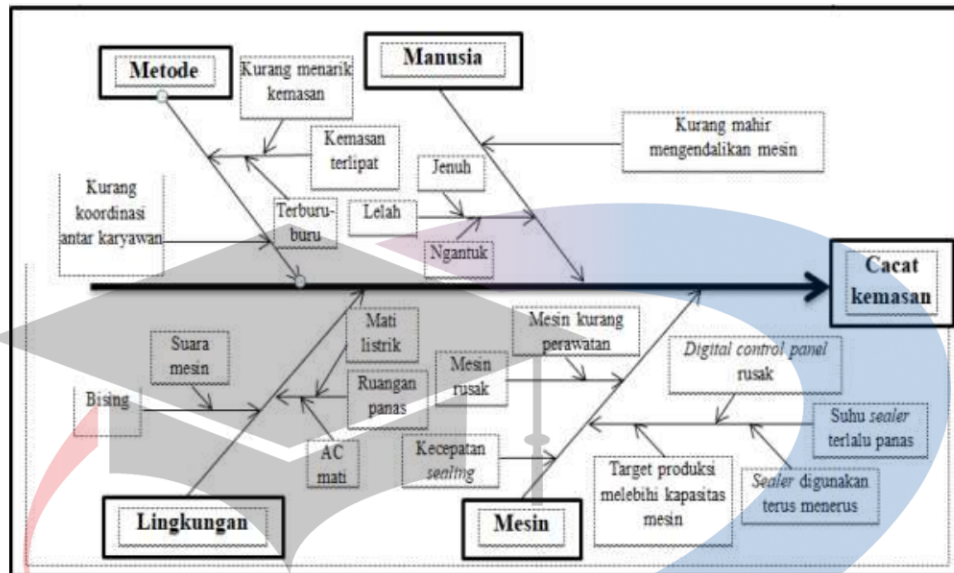 Metode
Kurang menarik
kemasan
Kemasan
terlipat
Terburu-
buru
Kurang
koordinasi
antar karyawan
Manusia
Kurang mahir
mengendalikan mesin
Jenuh
Lelah
Ngantuk
Cacat
kemasan
Mati
listrik
Suara
mesin
Bising
Ruangan
panas
AC
mati
Lingkungan
Mesin kurang
perawatan
Mesin
rusak
Kecepatan
sealing
Digital control panel
rusak
Suhu sealer
terlalu panas
Target produksi
melebihi kapasitas
mesin
Sealer digunakan
terus menerus
Mesin